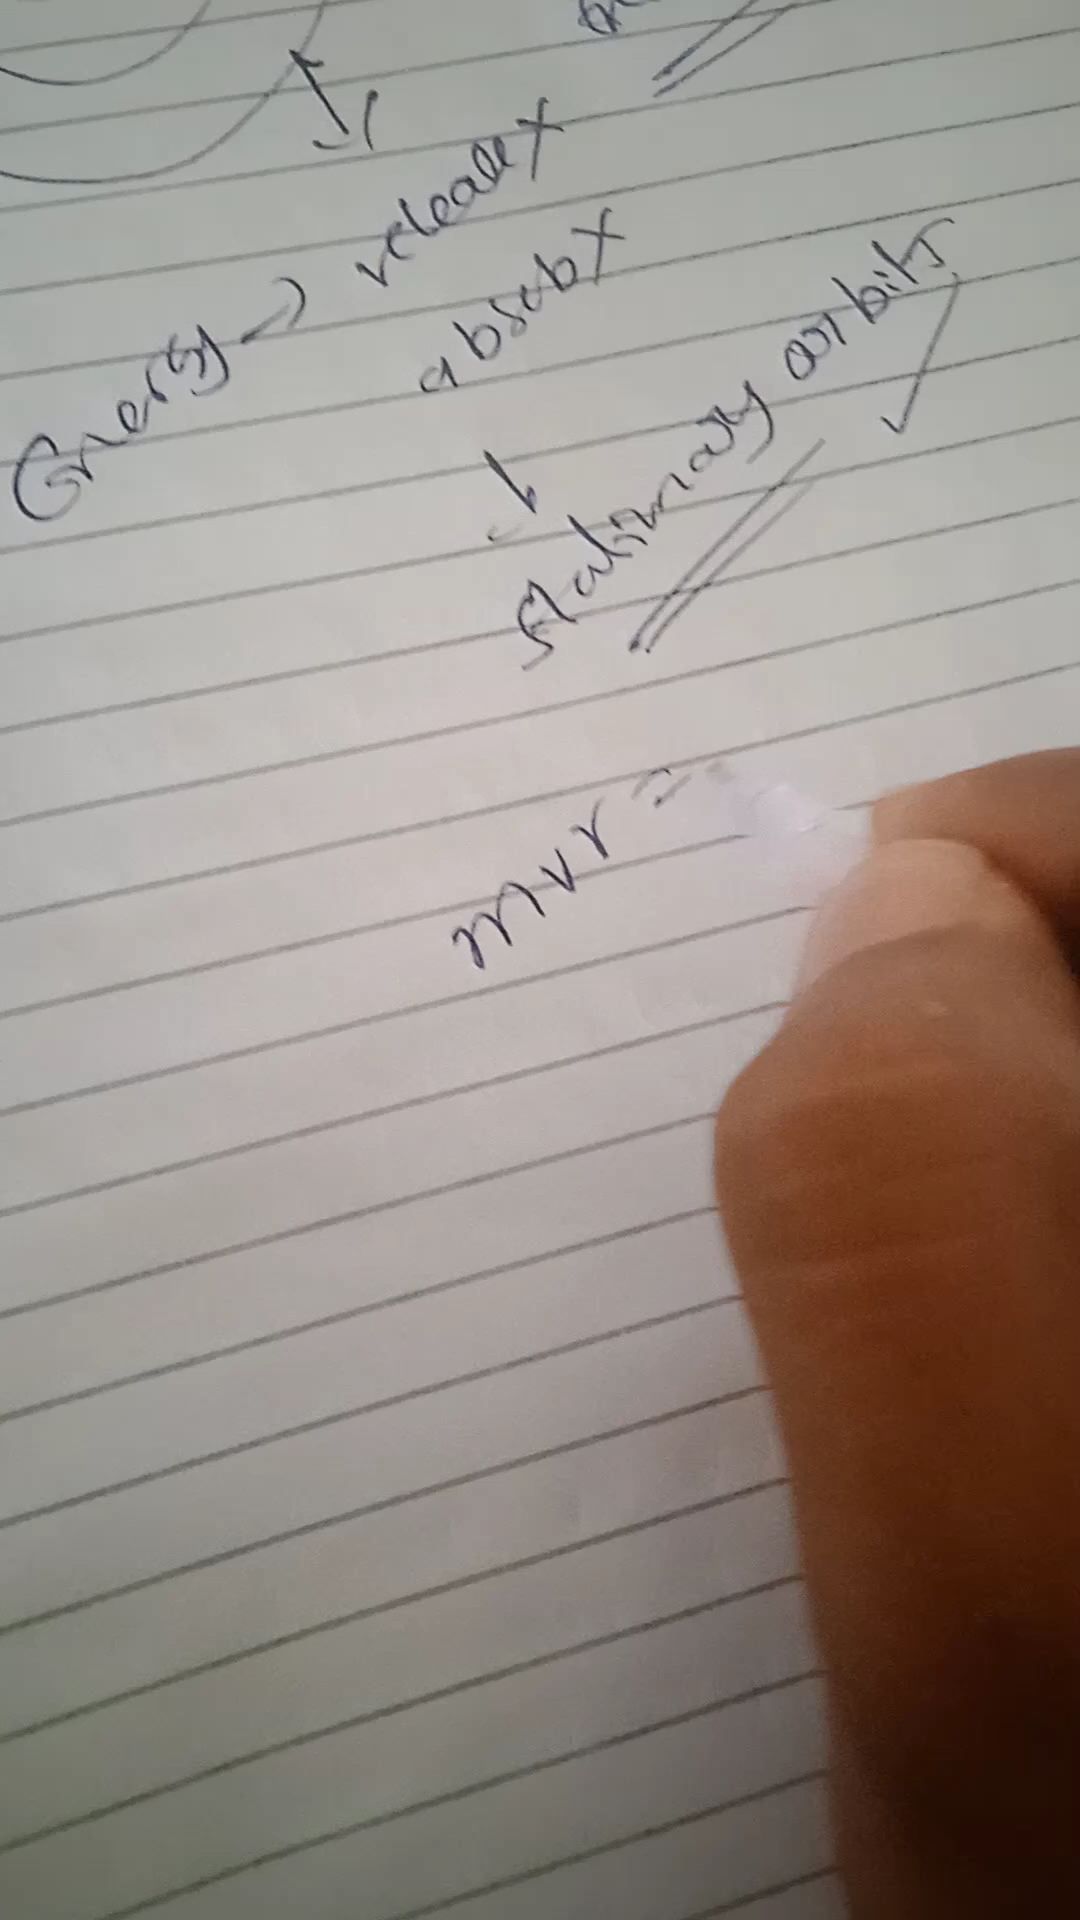 Energy → release X
absorb X
↓
stationary orbits ✓
mvr =